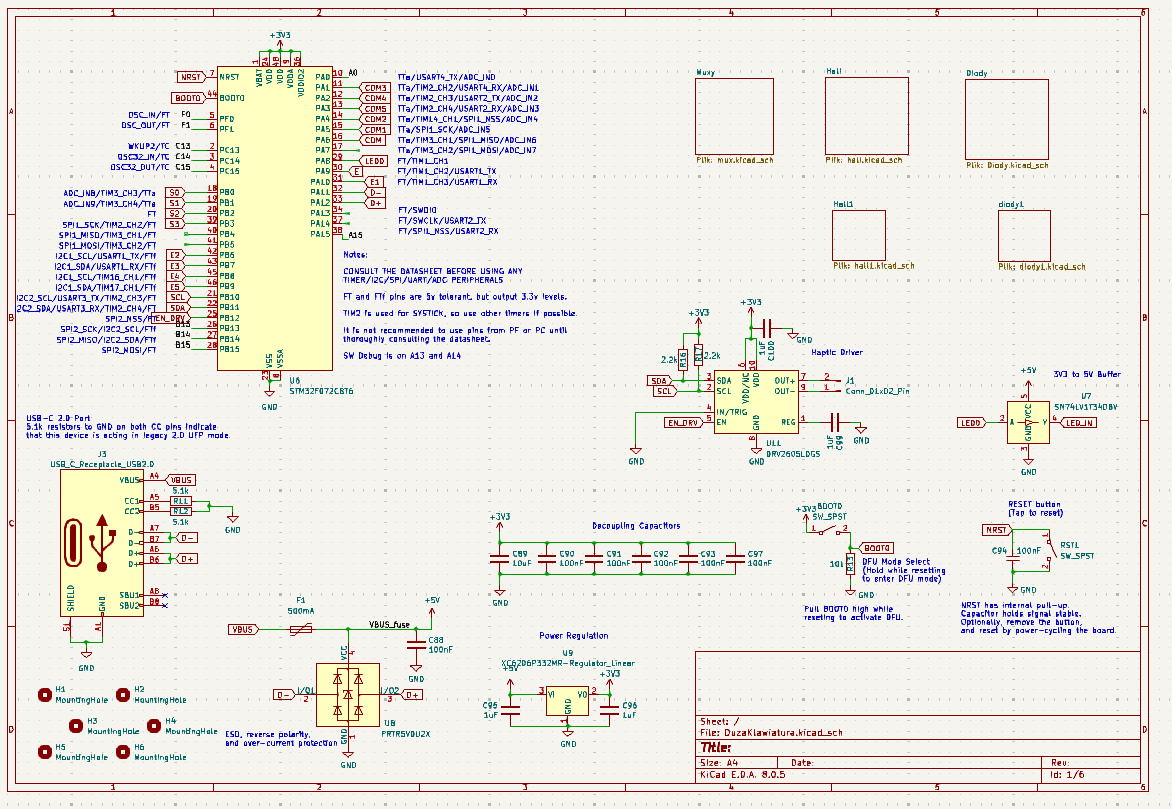 1 2 3 4 5 6
A
B
C
D
+3V3
VBAT
VDD
VDD
VDDA
VDDIO2
NRST 7 NRST
BOOT0 44 BOOT0
OSC_IN/FT F0 5 PF0
OSC_OUT/FT F1 6 PF1
WKUP2/TC C13 2 PC13
OSC32_IN/TC C14 3 PC14
OSC32_OUT/TC C15 4 PC15
ADC_IN8/TIM3_CH3/TTa S0 18 PB0
ADC_IN9/TIM3_CH4/TTa S1 19 PB1
FT S2 20 PB2
SPI1_SCK/TIM2_CH2/FT S3 39 PB3
SPI1_MISO/TIM3_CH1/FT 40 PB4
SPI1_MOSI/TIM3_CH2/FT 41 PB5
I2C1_SCL/USART1_TX/FTf E2 42 PB6
I2C1_SDA/USART1_RX/FTf E3 43 PB7
I2C1_SCL/TIM16_CH1/FTf E4 45 PB8
I2C1_SDA/TIM17_CH1/FTf E5 46 PB9
I2C2_SCL/USART3_TX/TIM2_CH3/FTf SCL 21 PB10
I2C2_SDA/USART3_RX/TIM2_CH4/FTf SDA 22 PB11
SPI2_NSS/FT EN_DRV 25 PB12
SPI2_SCK/I2C2_SCL/FTf B13 26 PB13
SPI2_MISO/I2C2_SDA/FTf B14 27 PB14
SPI2_MOSI/FT B15 28 PB15
PA0 10 A0 TTa/USART4_TX/ADC_IN0
PA1 11 COM3 TTa/TIM2_CH2/USART4_RX/ADC_IN1
PA2 12 COM4 TTa/TIM2_CH3/USART2_TX/ADC_IN2
PA3 13 COM5 TTa/TIM2_CH4/USART2_RX/ADC_IN3
PA4 14 COM2 TTa/TIM14_CH1/SPI1_NSS/ADC_IN4
PA5 15 COM1 TTa/SPI1_SCK/ADC_IN5
PA6 16 COM TTa/TIM3_CH1/SPI1_MISO/ADC_IN6
PA7 17 TTa/TIM3_CH2/SPI1_MOSI/ADC_IN7
PA8 29 LED0 FT/TIM1_CH1
PA9 30 E FT/TIM1_CH2/USART1_TX
PA10 31 E1 FT/TIM1_CH3/USART1_RX
PA11 32 D-
PA12 33 D+
PA13 34 FT/SWDIO
PA14 37 FT/SWCLK/USART2_TX
PA15 38 A15 FT/SPI1_NSS/USART2_RX
VSS
VSSA
23
8
GND
U6
STM32F072C8T6
Notes:
CONSULT THE DATASHEET BEFORE USING ANY
TIMER/I2C/SPI/UART/ADC PERIPHERALS
FT and FTf pins are 5v tolerant, but output 3.3v levels.
TIM2 is used for SYSTICK, so use other timers if possible.
It is not recommended to use pins from PF or PC until
thoroughly consulting the datasheet.
SW Debug is on A13 and A14
Muxy
Plik: mux.kicad_sch
Hall
Plik: hall.kicad_sch
Diody
Plik: Diody.kicad_sch
Hall1
Plik: hall1.kicad_sch
diody1
Plik: diody1.kicad_sch
+3V3
+3V3
2.2k
R16
R17
2.2k
C100
1uF
GND
Haptic Driver
SDA 3 SDA
SCL 2 SCL
4 IN/TRIG
EN_DRV 5 EN
VDD/NC
VDD
6
10
OUT+ 7
OUT- 9
REG 1
2
1
J1
Conn_01x02_Pin
GND
8
GND
GND
U11
DRV2605LDGS
C99
1uF
GND
3V3 to 5V Buffer
+5V
U7
SN74LV1T34DBV
LED0 2 A Y 4 LED_IN
VCC
GND
5
3
GND
USB-C 2.0 Port
5.1k resistors to GND on both CC pins indicate
that this device is acting in legacy 2.0 UFP mode.
J3
USB_C_Receptacle_USB2.0
VBUS A4 VBUS
5.1k
CC1 A5 R11
CC2 B5 R12
5.1k
GND
D- A7
D- B7 D-
D+ A6
D+ B6 D+
SBU1 A8
SBU2 B8
SHIELD
GND
S1
A1
GND
+3V3
Decoupling Capacitors
C89
10uF
C90
100nF
C91
100nF
C92
100nF
C93
100nF
C97
100nF
GND
+3V3
BOOT0
SW_SPST
1 2
BOOT0
R13
10k
GND
DFU Mode Select
(Hold while resetting
to enter DFU mode)
Pull BOOT0 high while
resetting to activate DFU.
RESET button
(Tap to reset)
NRST
C94
100nF
1
2
RST1
SW_SPST
GND
NRST has internal pull-up.
Capacitor holds signal stable.
Optionally, remove the button,
and reset by power-cycling the board.
F1
500mA
VBUS
VBUS_fuse
+5V
C88
100nF
GND
VCC
4
D- I/O1 2
I/O2 3 D+
GND
1
GND
U8
PRTR5V0U2X
ESD, reverse polarity,
and over-current protection
Power Regulation
U9
XC6206P332MR-Regulator_Linear
+5V
+3V3
3 VI
VO 2
GND
1
C95
1uF
C96
1uF
GND
H1
MountingHole
H2
MountingHole
H3
MountingHole
H4
MountingHole
H5
MountingHole
H6
MountingHole
Sheet: /
File: DuzaKlawiatura.kicad_sch
Title:
Size: A4 Date: Rev:
KiCad E.D.A. 8.0.5 Id: 1/6
1 2 3 4 5 6